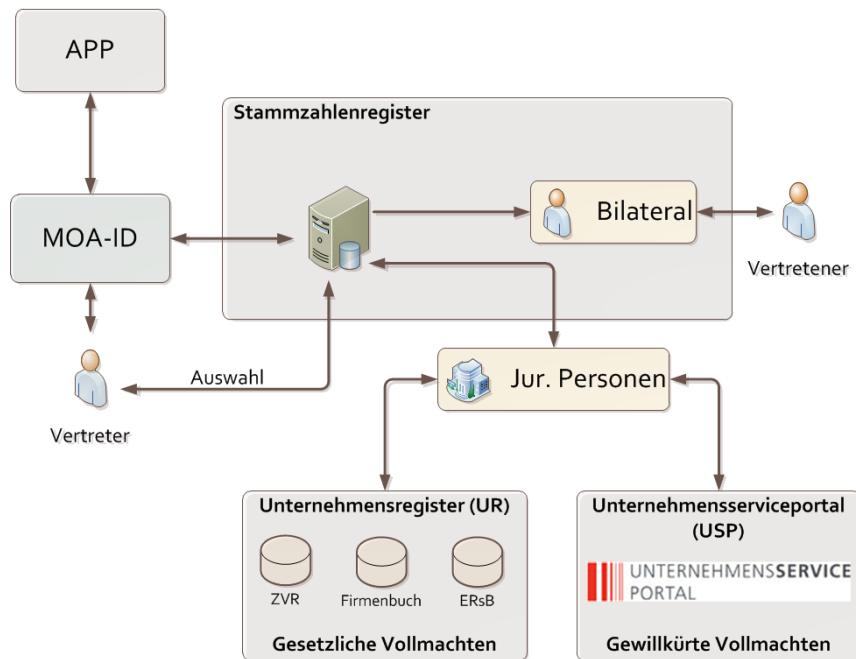 APP
Stammzahlenregister
MOA-ID
Bilateral
Vertretener
Auswahl
Vertreter
Jur. Personen
Unternehmensregister (UR)
ZVR
Firmenbuch
ERsB
Gesetzliche Vollmachten
Unternehmensserviceportal
(USP)
UNTERNEHMENSSERVICE
PORTAL
Gewillkürte Vollmachten